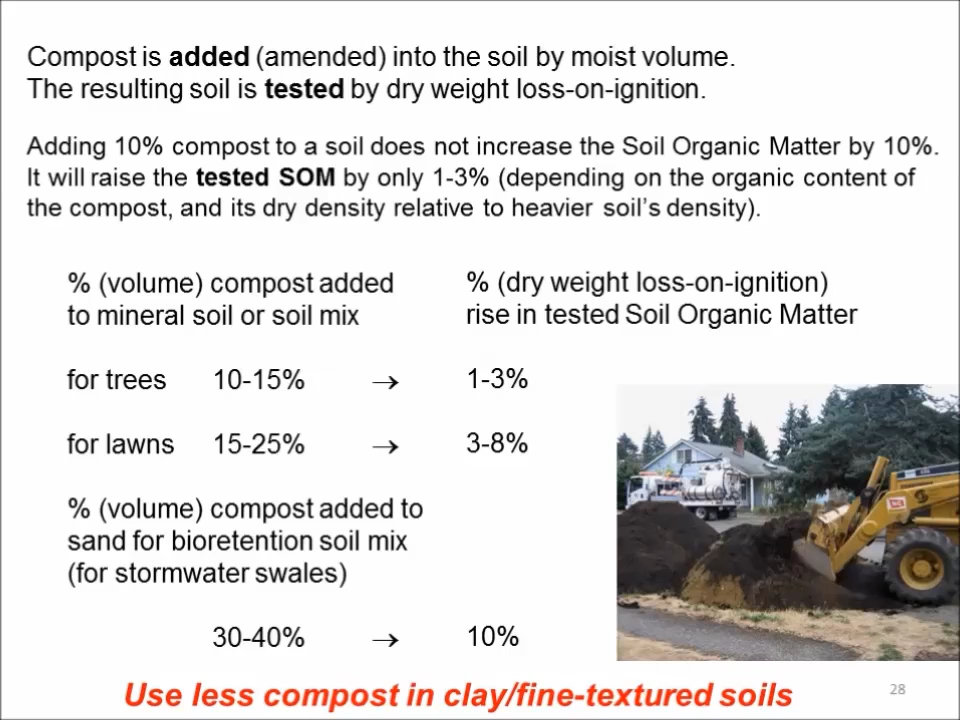 Compost is added (amended) into the soil by moist volume.
The resulting soil is tested by dry weight loss-on-ignition.
Adding 10% compost to a soil does not increase the Soil Organic Matter by 10%.
It will raise the tested SOM by only 1-3% (depending on the organic content of
the compost, and its dry density relative to heavier soil's density).
% (volume) compost added
to mineral soil or soil mix
% (dry weight loss-on-ignition)
rise in tested Soil Organic Matter
for trees 10-15% → 1-3%
for lawns 15-25% → 3-8%
% (volume) compost added to
sand for bioretention soil mix
(for stormwater swales)
30-40% → 10%
Use less compost in clay/fine-textured soils
28